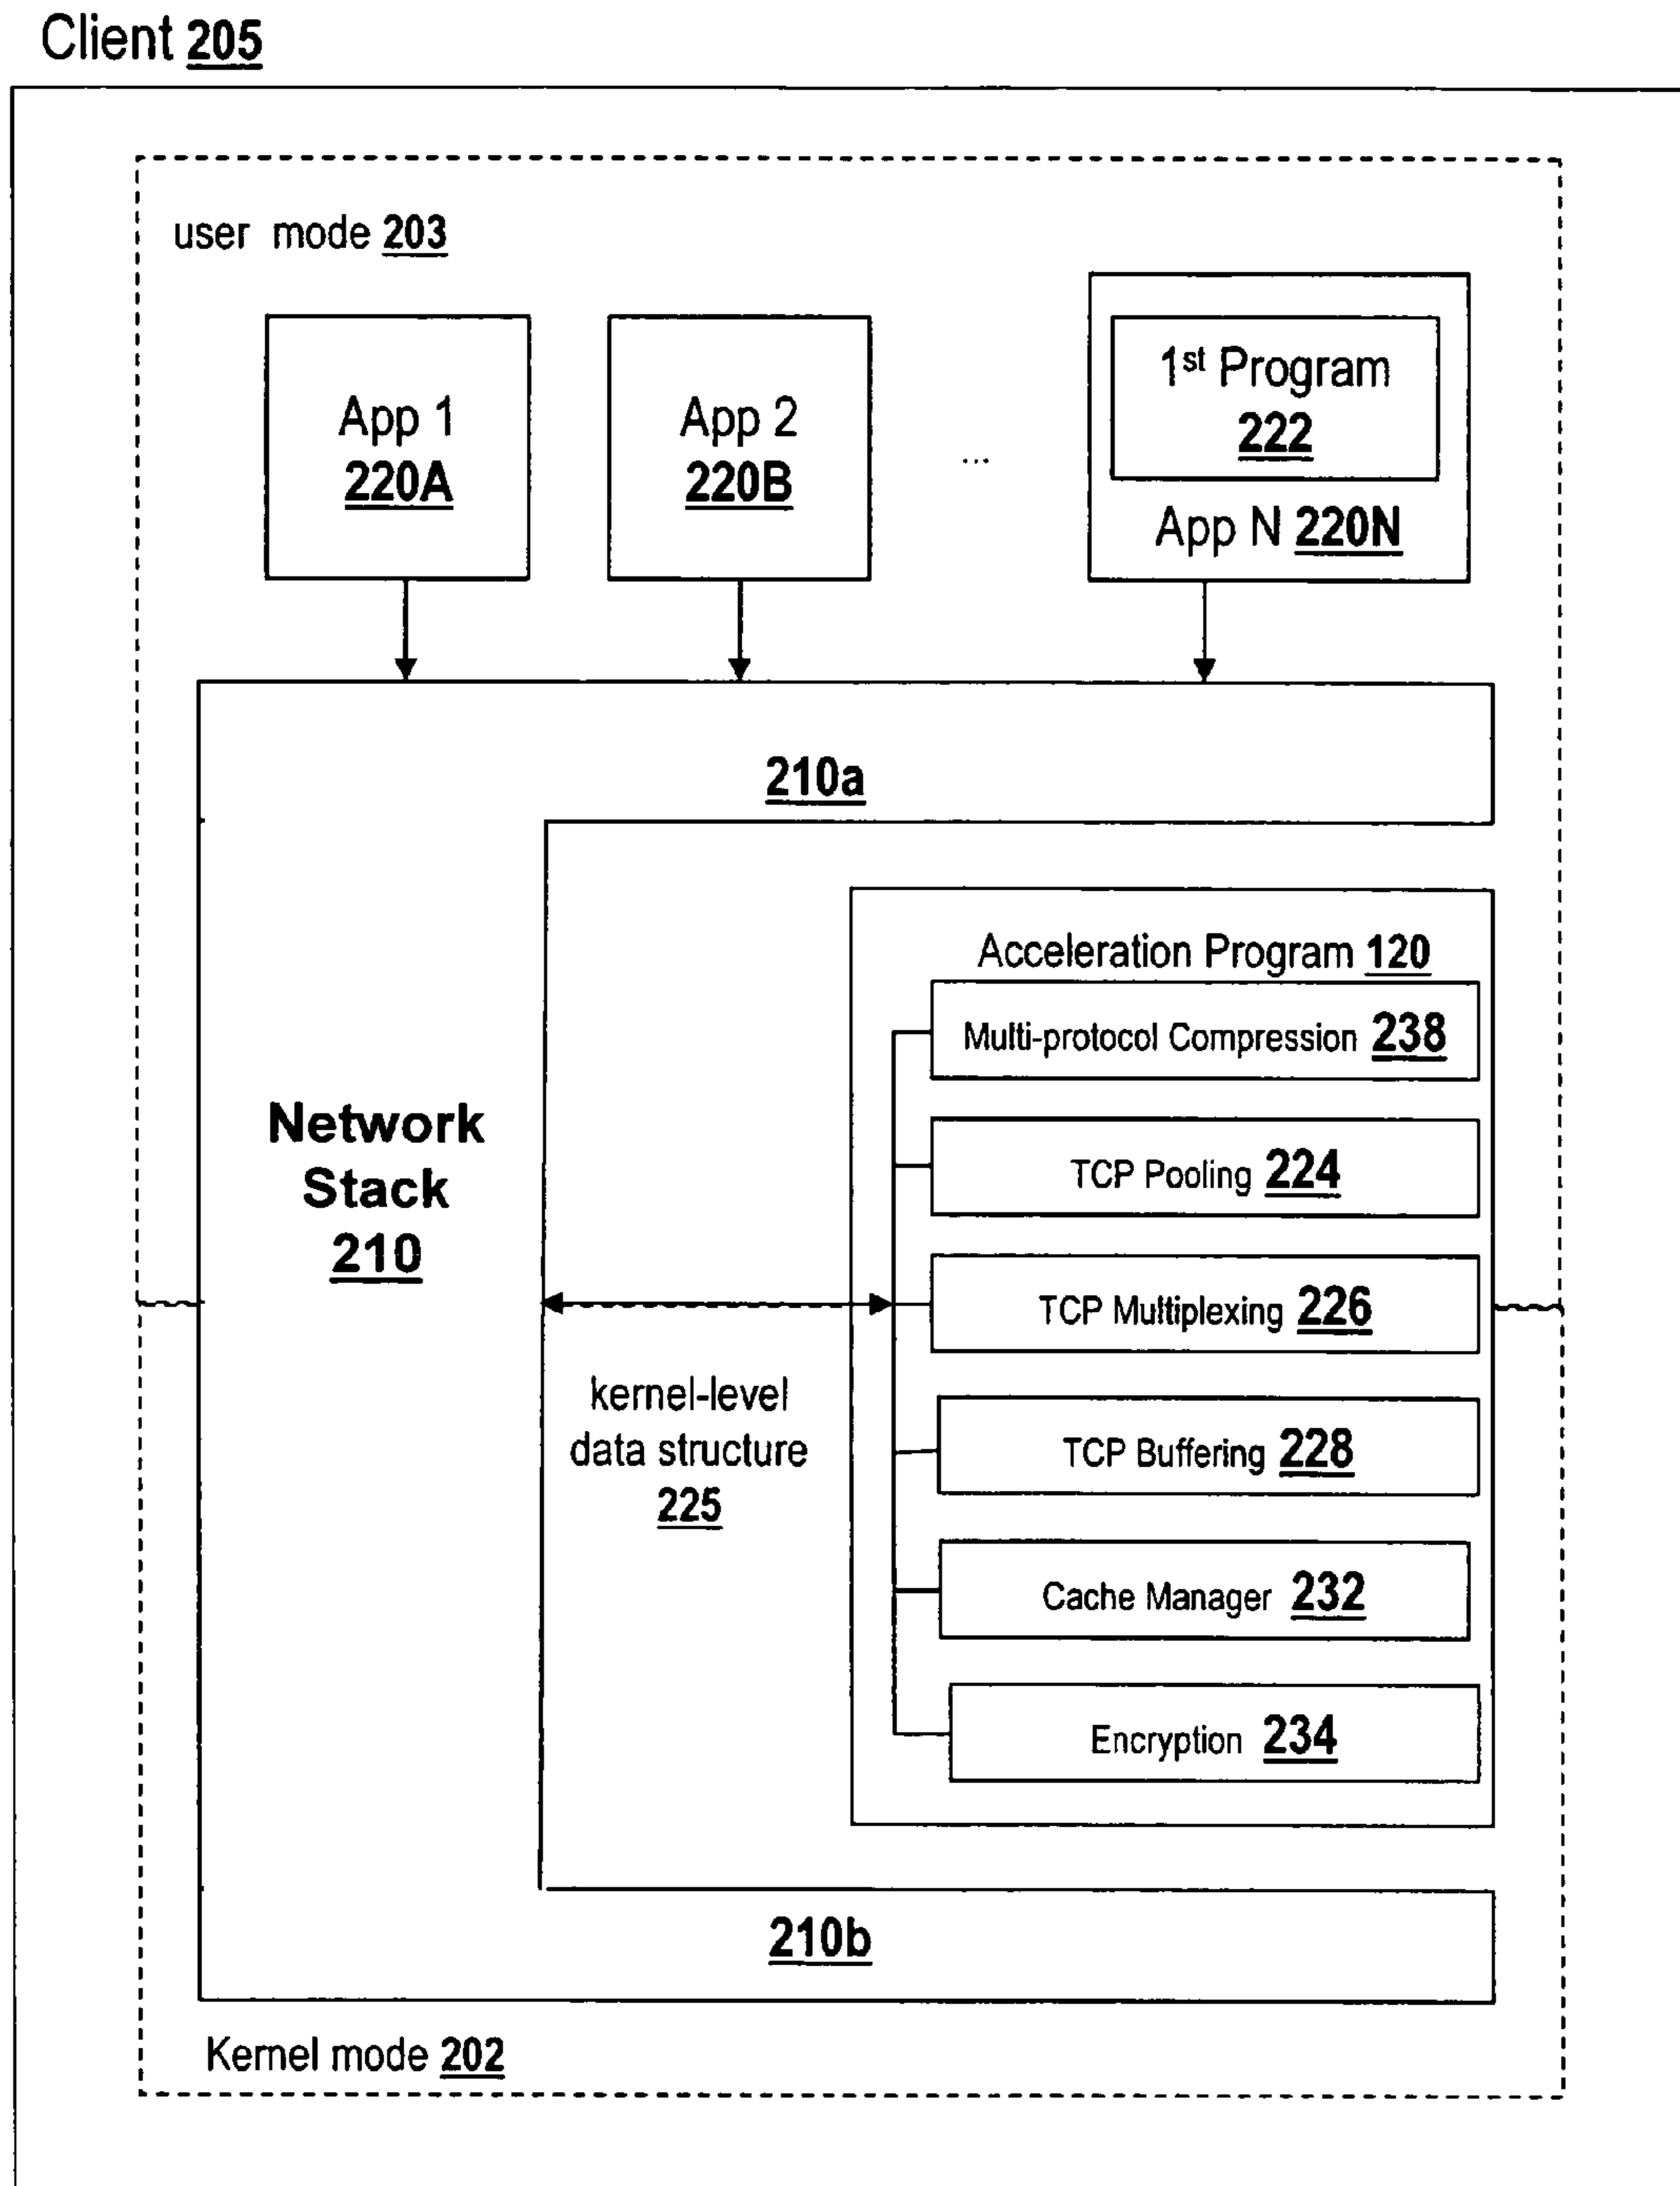 Client 205
user mode 203
App 1
220A
App 2
220B
...
1st Program
222
App N 220N
210a
Acceleration Program 120
Multi-protocol Compression 238
TCP Pooling 224
Network
Stack
210
TCP Multiplexing 226
kernel-level
data structure
225
TCP Buffering 228
Cache Manager 232
Encryption 234
210b
Kernel mode 202